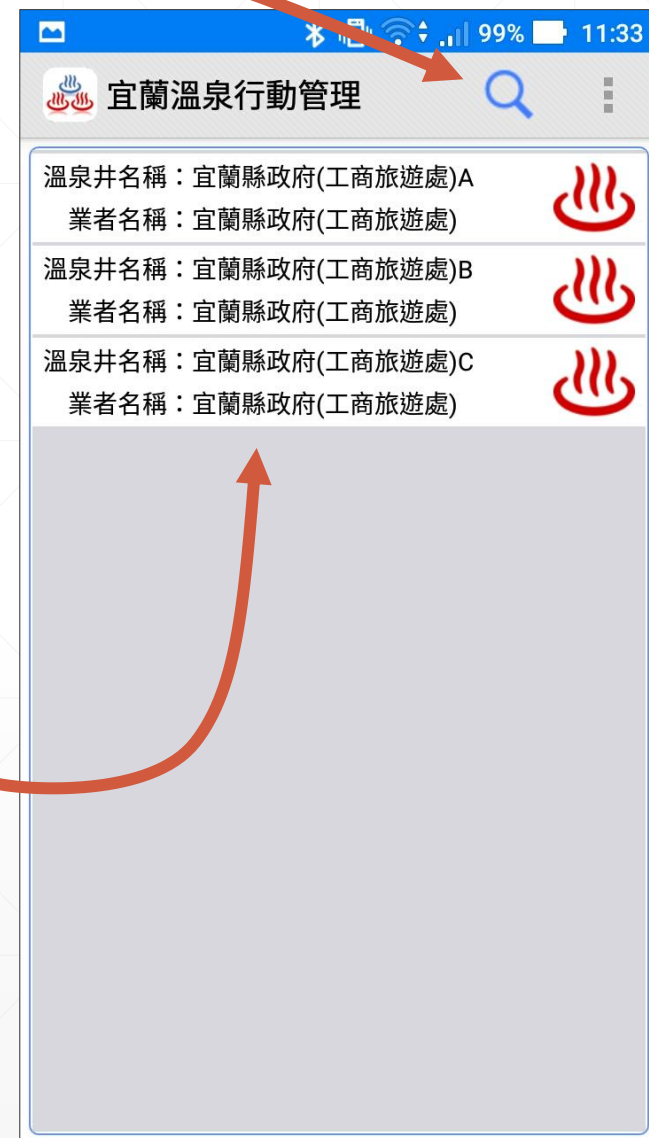 99% 11:33
宜蘭溫泉行動管理
溫泉井名稱：宜蘭縣政府(工商旅遊處)A
業者名稱：宜蘭縣政府(工商旅遊處)
溫泉井名稱：宜蘭縣政府(工商旅遊處)B
業者名稱：宜蘭縣政府(工商旅遊處)
溫泉井名稱：宜蘭縣政府(工商旅遊處)C
業者名稱：宜蘭縣政府(工商旅遊處)